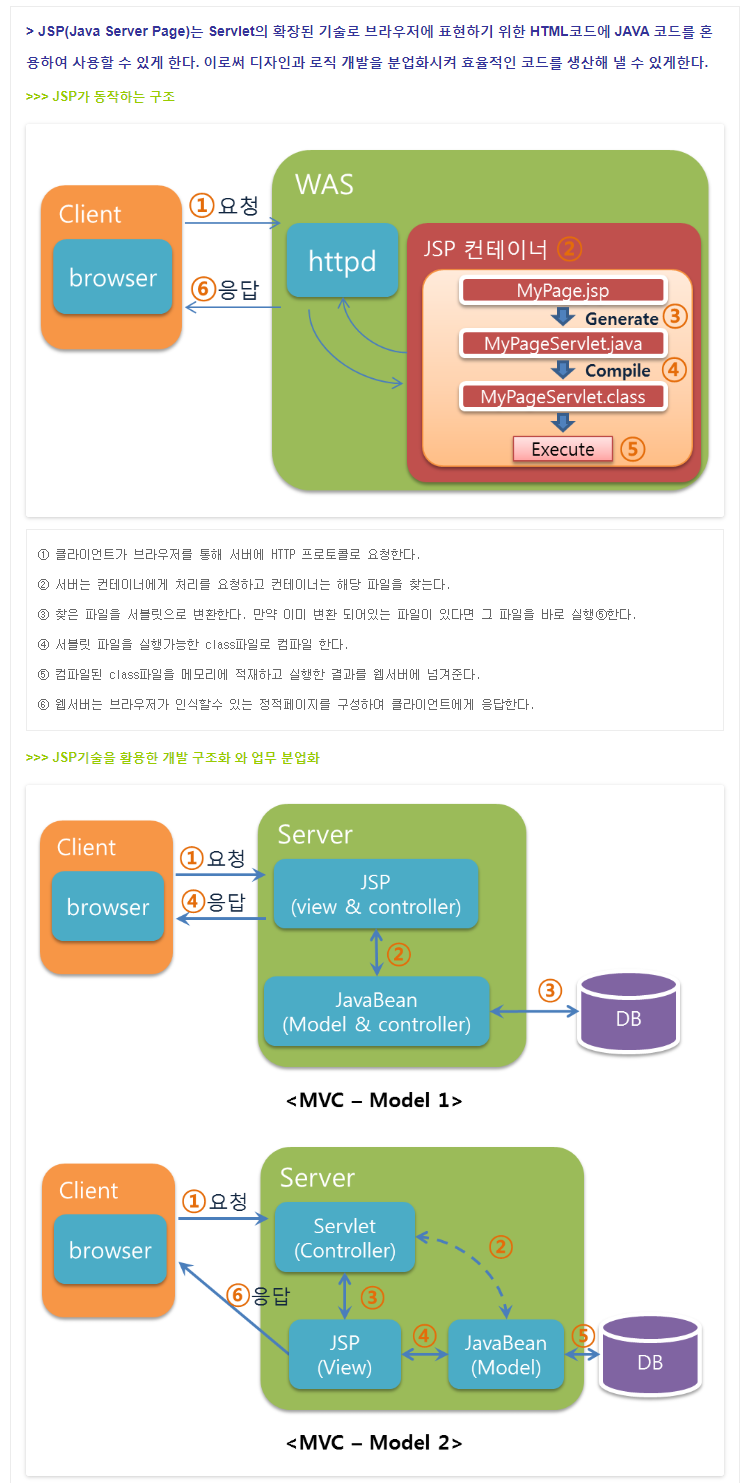 > JSP(Java Server Page)는 Servlet의 확장된 기술로 브라우저에 표현하기 위한 HTML코드에 JAVA 코드를 혼
용하여 사용할 수 있게 한다. 이로써 디자인과 로직 개발을 분업화시켜 효율적인 코드를 생산해 낼 수 있게한다.
>>> JSP가 동작하는 구조
WAS
Client
browser
①요청
⑥응답
httpd
JSP 컨테이너 ②
MyPage.jsp
Generate ③
MyPageServlet.java
Compile ④
MyPageServlet.class
Execute ⑤
① 클라이언트가 브라우저를 통해 서버에 HTTP 프로토콜로 요청한다.
② 서버는 컨테이너에게 처리를 요청하고 컨테이너는 해당 파일을 찾는다.
③ 찾은 파일을 서블릿으로 변환한다. 만약 이미 변환 되어있는 파일이 있다면 그 파일을 바로 실행⑤한다.
④ 서블릿 파일을 실행가능한 class파일로 컴파일 한다.
⑤ 컴파일된 class파일을 메모리에 적재하고 실행한 결과를 웹서버에 넘겨준다.
⑥ 웹서버는 브라우저가 인식할수 있는 정적페이지를 구성하여 클라이언트에게 응답한다.
>>> JSP기술을 활용한 개발 구조화 와 업무 분업화
Server
Client
browser
①요청
④응답
JSP
(view & controller)
②
JavaBean
(Model & controller)
③
DB
<MVC – Model 1>
Server
Client
browser
①요청
Servlet
(Controller)
②
③
⑥응답
JSP
(View)
④
JavaBean
(Model)
⑤
DB
<MVC – Model 2>